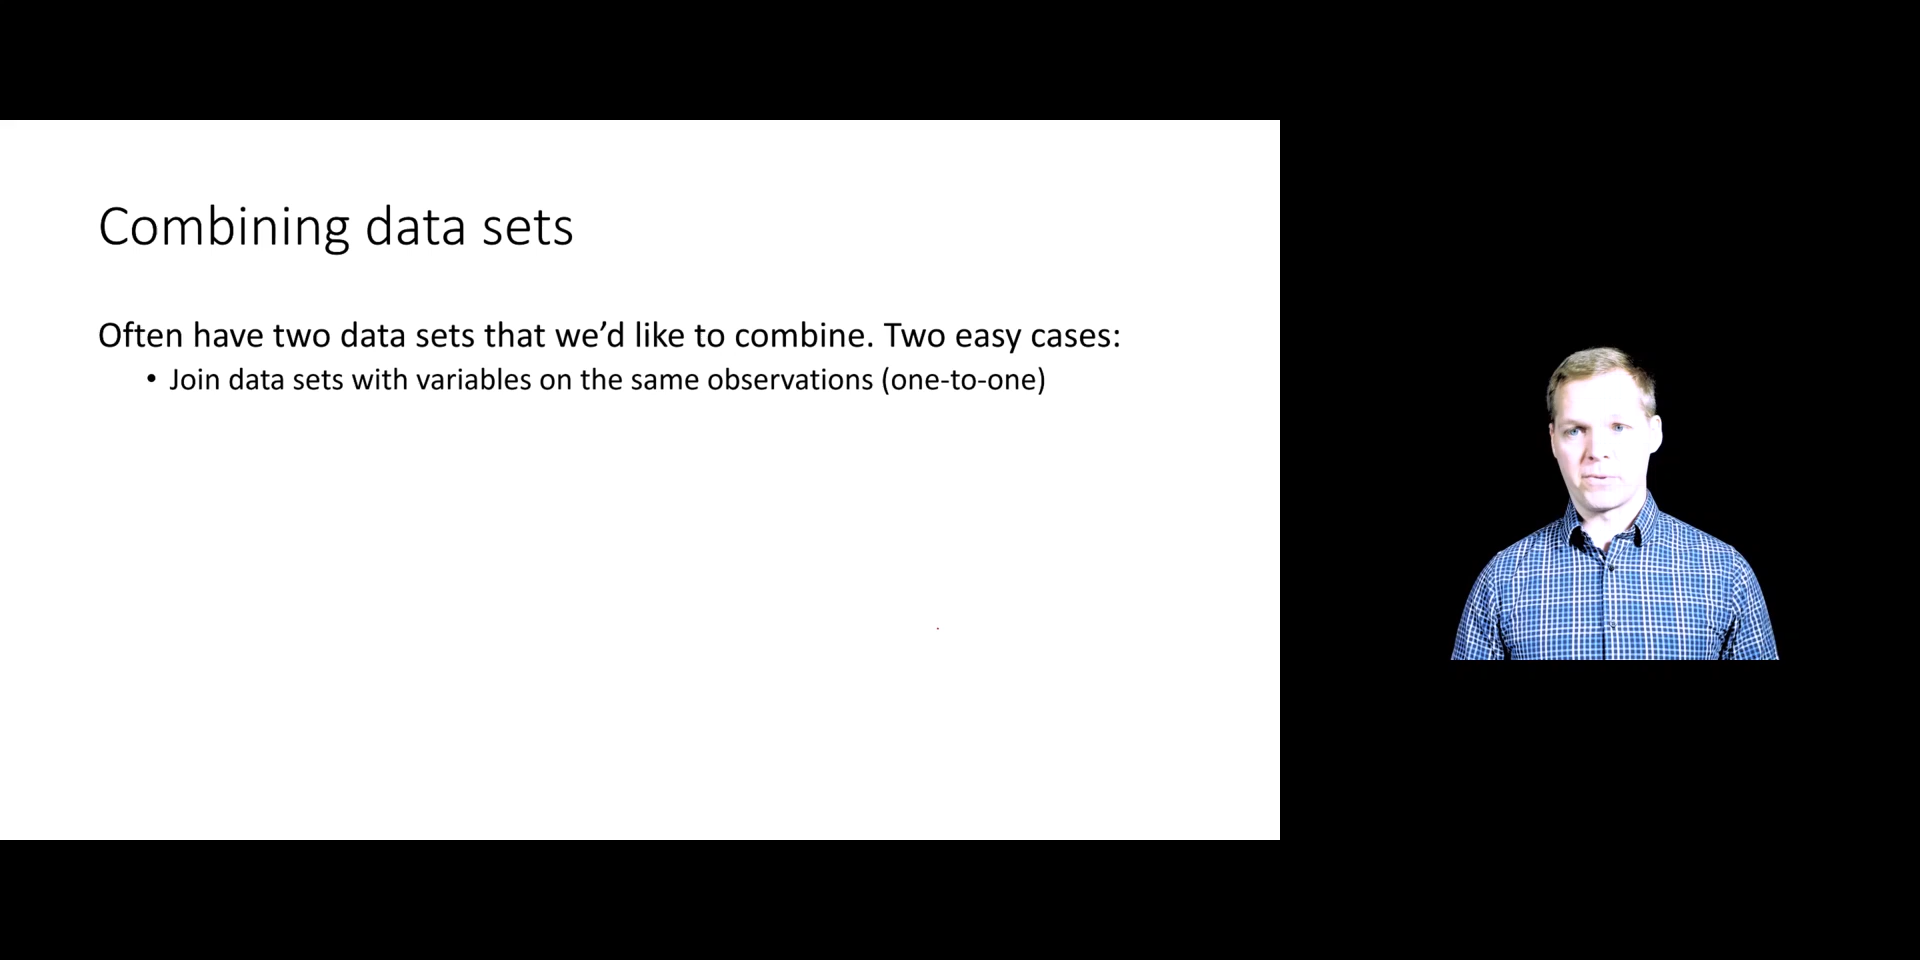 Combining data sets
Often have two data sets that we’d like to combine. Two easy cases:
• Join data sets with variables on the same observations (one-to-one)